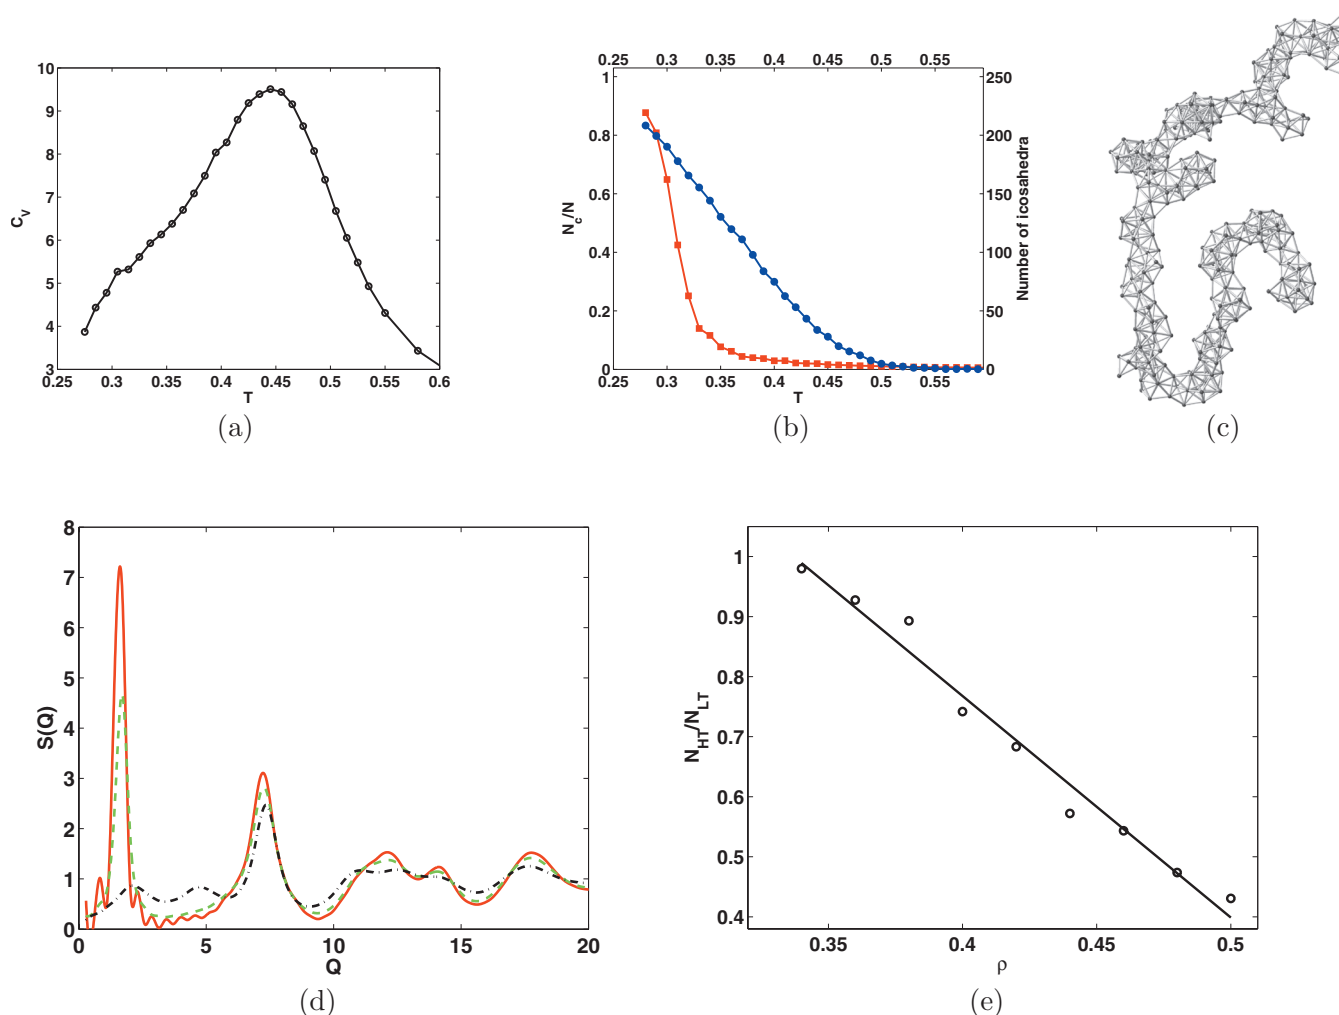 10
9
8
7
6
5
4
3
C_V
0.25 0.3 0.35 0.4 0.45 0.5 0.55 0.6
T
(a)
0.25 0.3 0.35 0.4 0.45 0.5 0.55
1
0.8
0.6
0.4
0.2
0
N_c/N
250
200
150
100
50
0
Number of icosahedra
0.25 0.3 0.35 0.4 0.45 0.5 0.55
T
(b)
(c)
8
7
6
5
4
3
2
1
0
S(Q)
0 5 10 15 20
Q
(d)
1
0.9
0.8
0.7
0.6
0.5
0.4
N_HT/N_LT
0.35 0.4 0.45 0.5
ρ
(e)